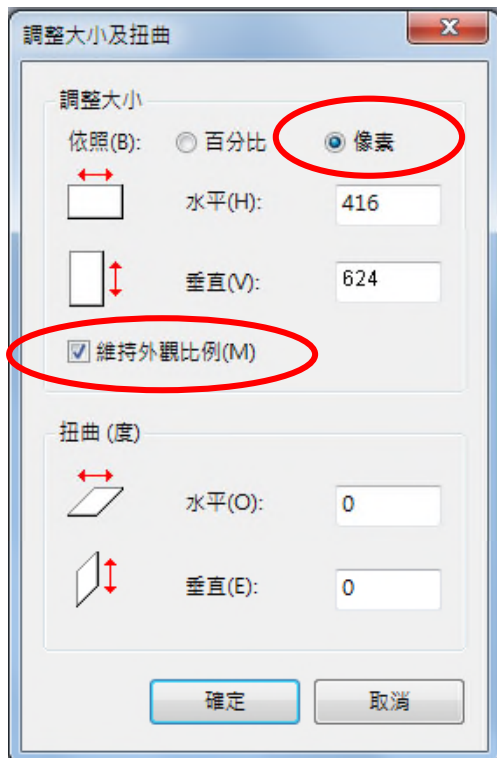 調整大小及扭曲
調整大小
依照(B): 百分比 像素
水平(H): 416
垂直(V): 624
維持外觀比例(M)
扭曲 (度)
水平(O): 0
垂直(E): 0
確定 取消